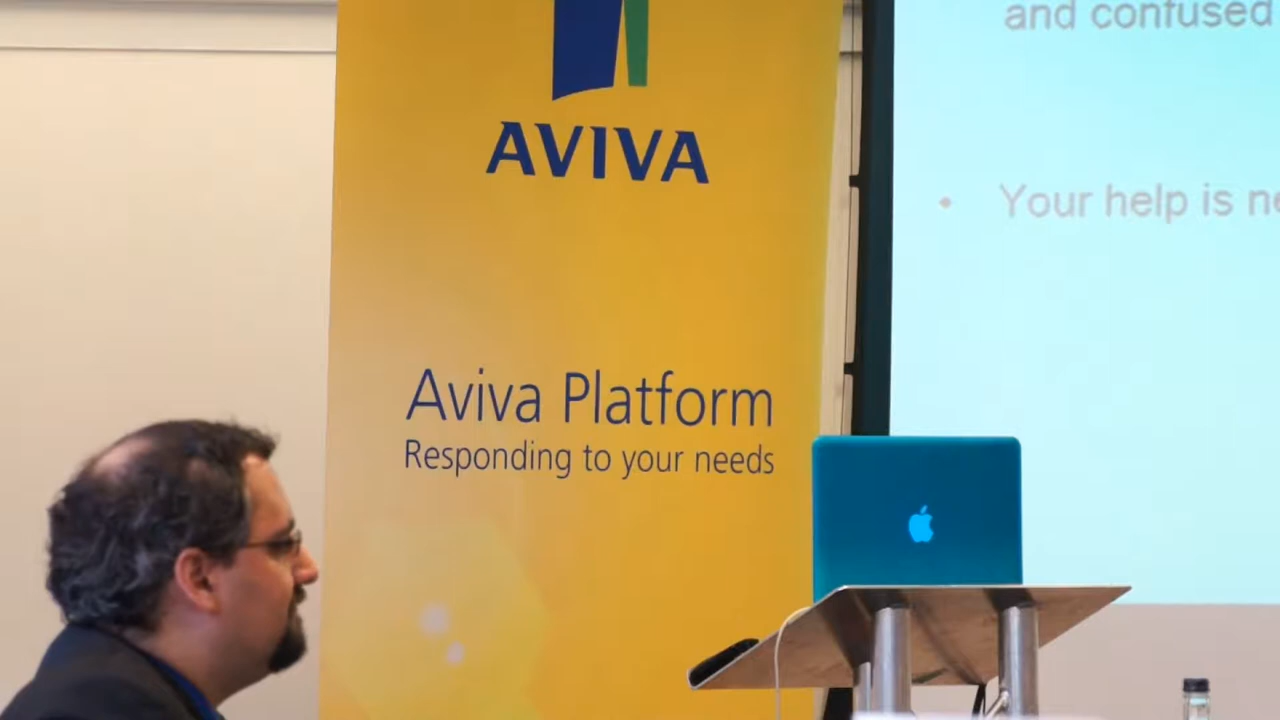 AVIVA
Aviva Platform
Responding to your needs
and confused
• Your help is